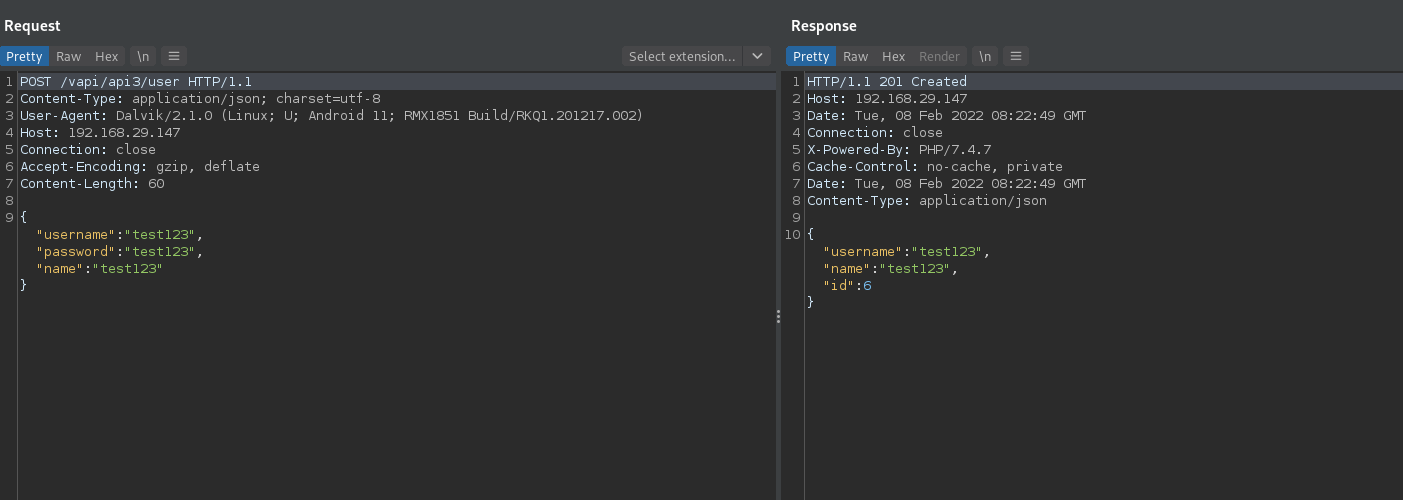 Request
Pretty Raw Hex \n Select extension...
1 POST /vapi/api3/user HTTP/1.1
2 Content-Type: application/json; charset=utf-8
3 User-Agent: Dalvik/2.1.0 (Linux; U; Android 11; RMX1851 Build/RKQ1.201217.002)
4 Host: 192.168.29.147
5 Connection: close
6 Accept-Encoding: gzip, deflate
7 Content-Length: 60
8
9 {
"username":"test123",
"password":"test123",
"name":"test123"
}
Response
Pretty Raw Hex Render \n
1 HTTP/1.1 201 Created
2 Host: 192.168.29.147
3 Date: Tue, 08 Feb 2022 08:22:49 GMT
4 Connection: close
5 X-Powered-By: PHP/7.4.7
6 Cache-Control: no-cache, private
7 Date: Tue, 08 Feb 2022 08:22:49 GMT
8 Content-Type: application/json
9
10 {
"username":"test123",
"name":"test123",
"id":6
}